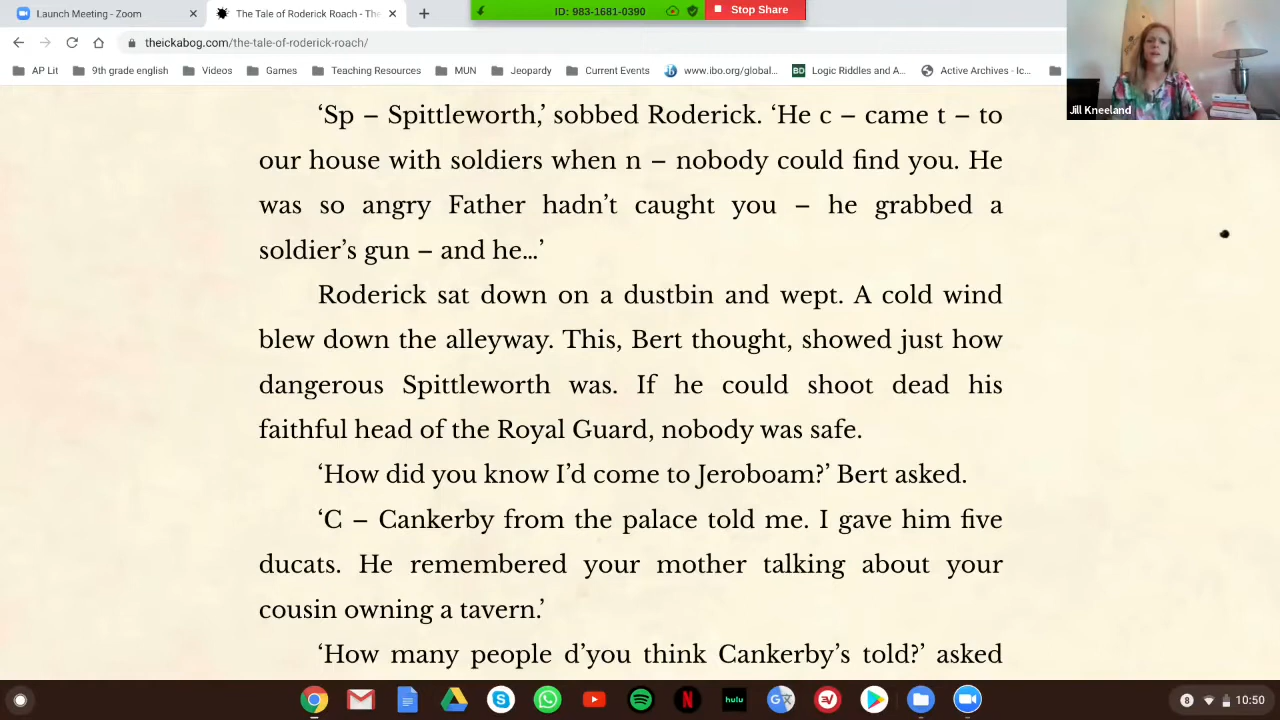 Launch Meeting - Zoom
The Tale of Roderick Roach - The
ID: 983-1681-0390
Stop Share
theickabog.com/the-tale-of-roderick-roach/
AP Lit
9th grade english
Videos
Games
Teaching Resources
MUN
Jeopardy
Current Events
www.ibo.org/global...
BD
Logic Riddles and A...
Active Archives - Ic...
Jill Kneeland
‘Sp – Spittleworth,’ sobbed Roderick. ‘He c – came t – to
our house with soldiers when n – nobody could find you. He
was so angry Father hadn’t caught you – he grabbed a
soldier’s gun – and he…’
Roderick sat down on a dustbin and wept. A cold wind
blew down the alleyway. This, Bert thought, showed just how
dangerous Spittleworth was. If he could shoot dead his
faithful head of the Royal Guard, nobody was safe.
‘How did you know I’d come to Jeroboam?’ Bert asked.
‘C – Cankerby from the palace told me. I gave him five
ducats. He remembered your mother talking about your
cousin owning a tavern.’
‘How many people d’you think Cankerby’s told?’ asked
hulu
8
10:50